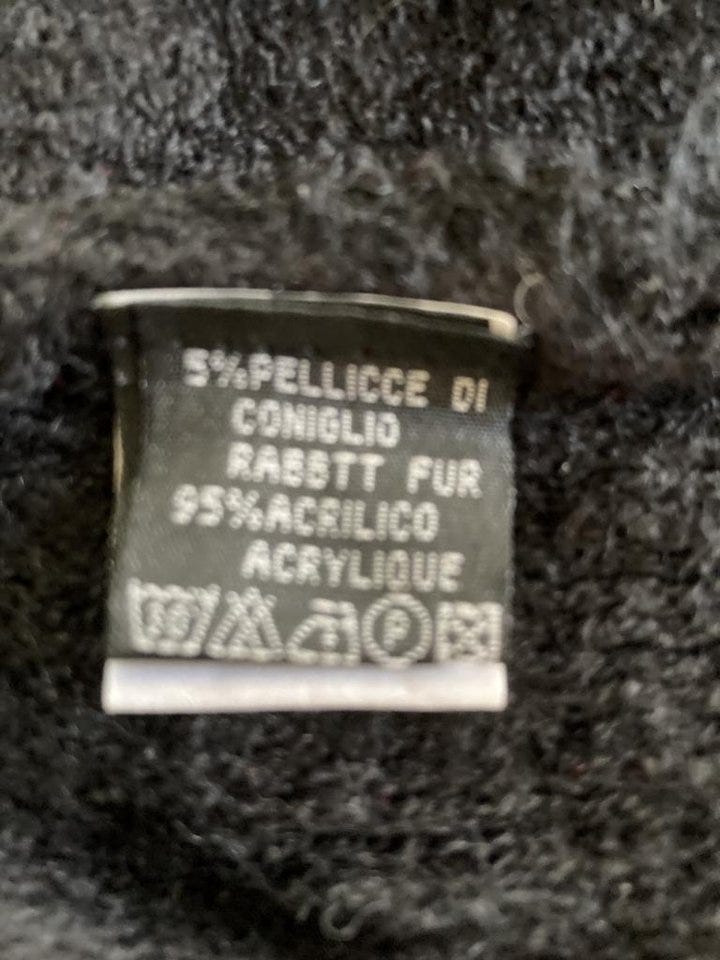 5%PELLICCE DI
CONIGLIO
RABBTT FUR
95%ACRILICO
ACRYLIQUE
P